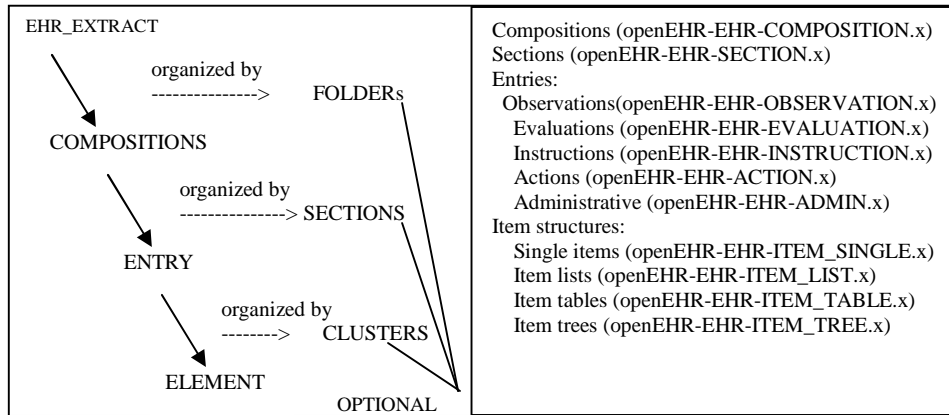 EHR_EXTRACT
organized by
---------------> FOLDERs
COMPOSITIONS
organized by
---------------> SECTIONS
ENTRY
organized by
--------> CLUSTERS
ELEMENT
OPTIONAL
Compositions (openEHR-EHR-COMPOSITION.x)
Sections (openEHR-EHR-SECTION.x)
Entries:
Observations(openEHR-EHR-OBSERVATION.x)
Evaluations (openEHR-EHR-EVALUATION.x)
Instructions (openEHR-EHR-INSTRUCTION.x)
Actions (openEHR-EHR-ACTION.x)
Administrative (openEHR-EHR-ADMIN.x)
Item structures:
Single items (openEHR-EHR-ITEM_SINGLE.x)
Item lists (openEHR-EHR-ITEM_LIST.x)
Item tables (openEHR-EHR-ITEM_TABLE.x)
Item trees (openEHR-EHR-ITEM_TREE.x)